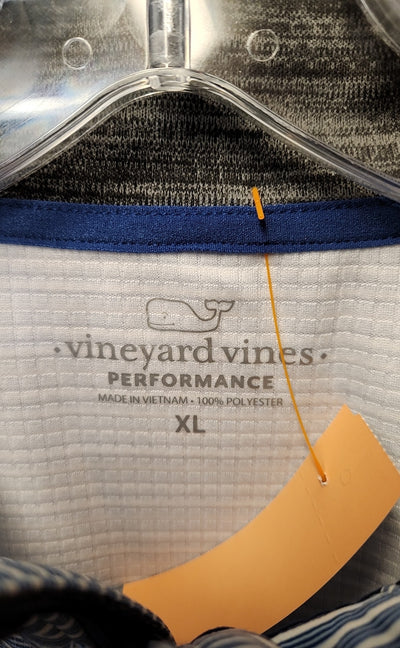 · vineyard vines ·
PERFORMANCE
MADE IN VIETNAM • 100% POLYESTER
XL